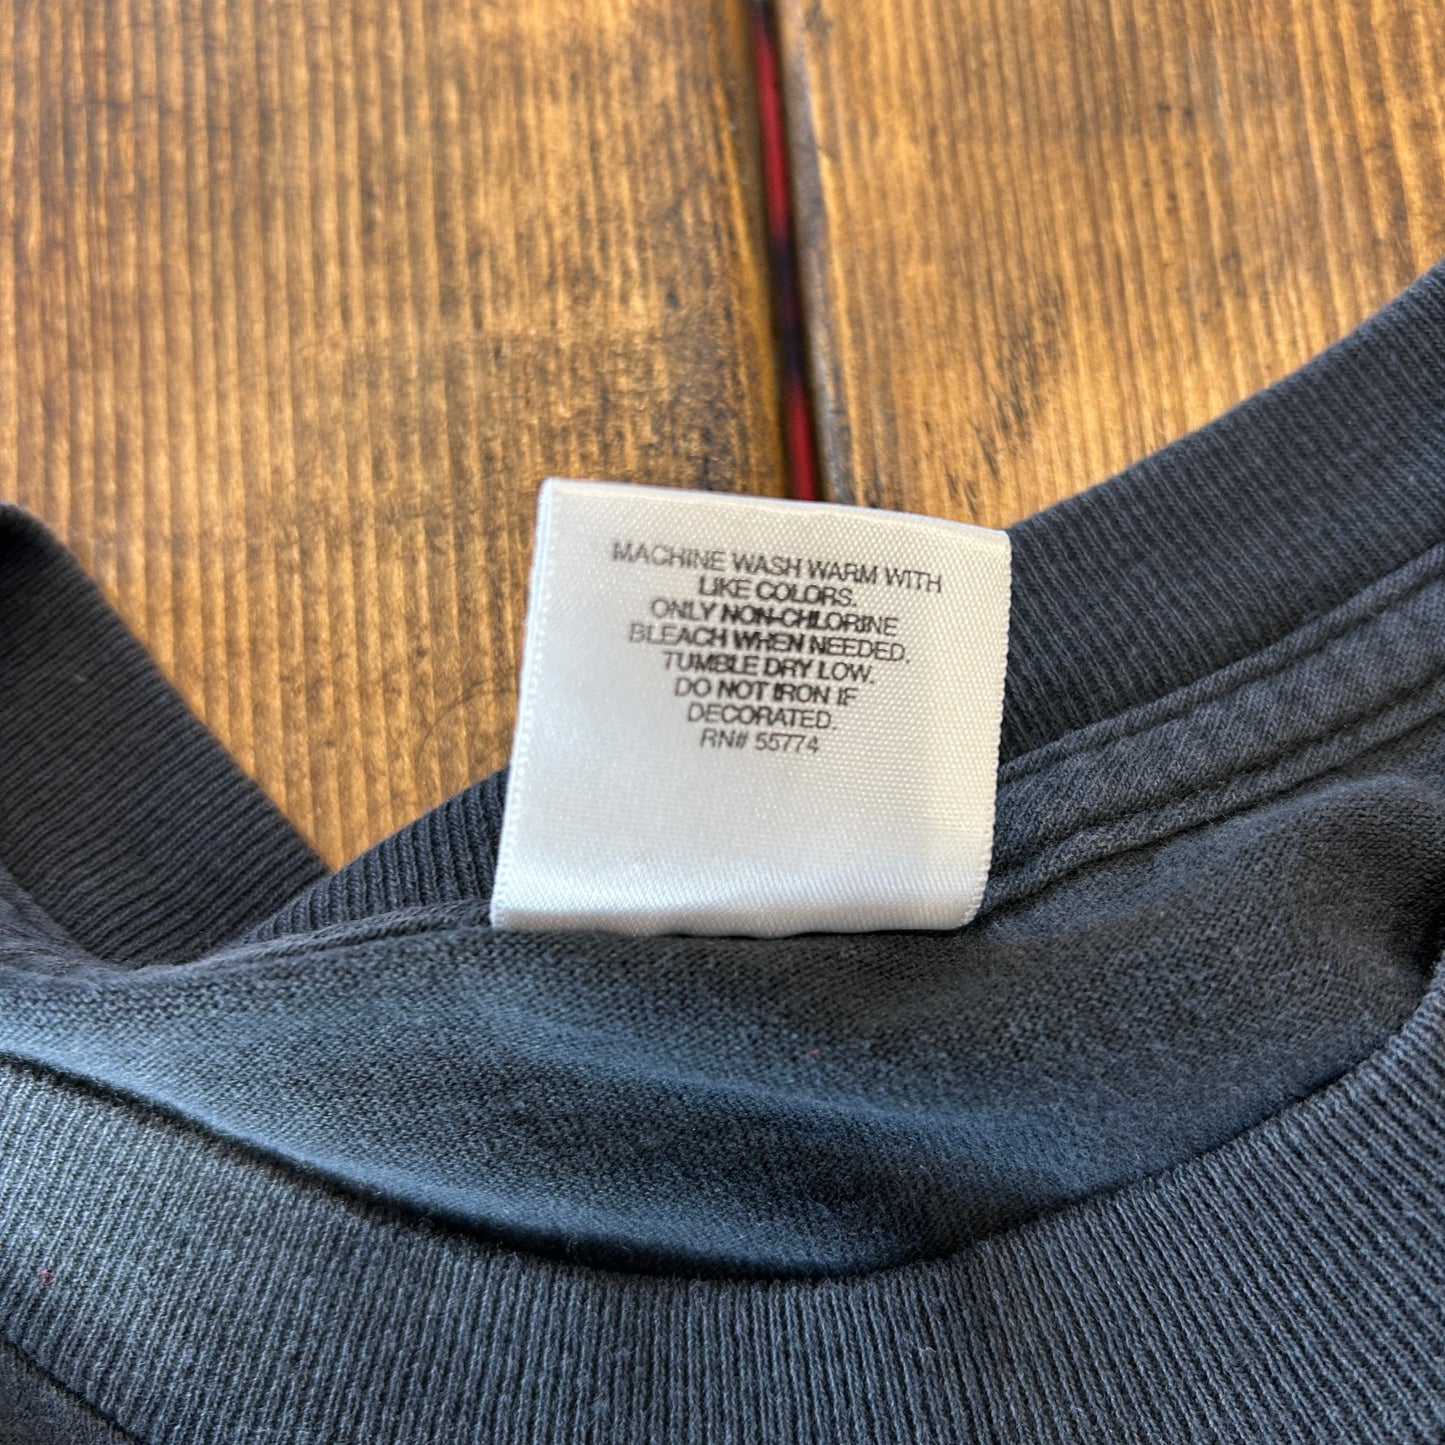 MACHINE WASH WARM WITH
LIKE COLORS.
ONLY NON-CHLORINE
BLEACH WHEN NEEDED.
TUMBLE DRY LOW.
DO NOT IRON IF
DECORATED.
RN# 55774